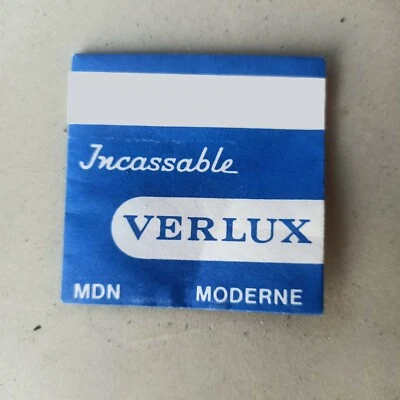 Incassable
VERLUX
MDN MODERNE